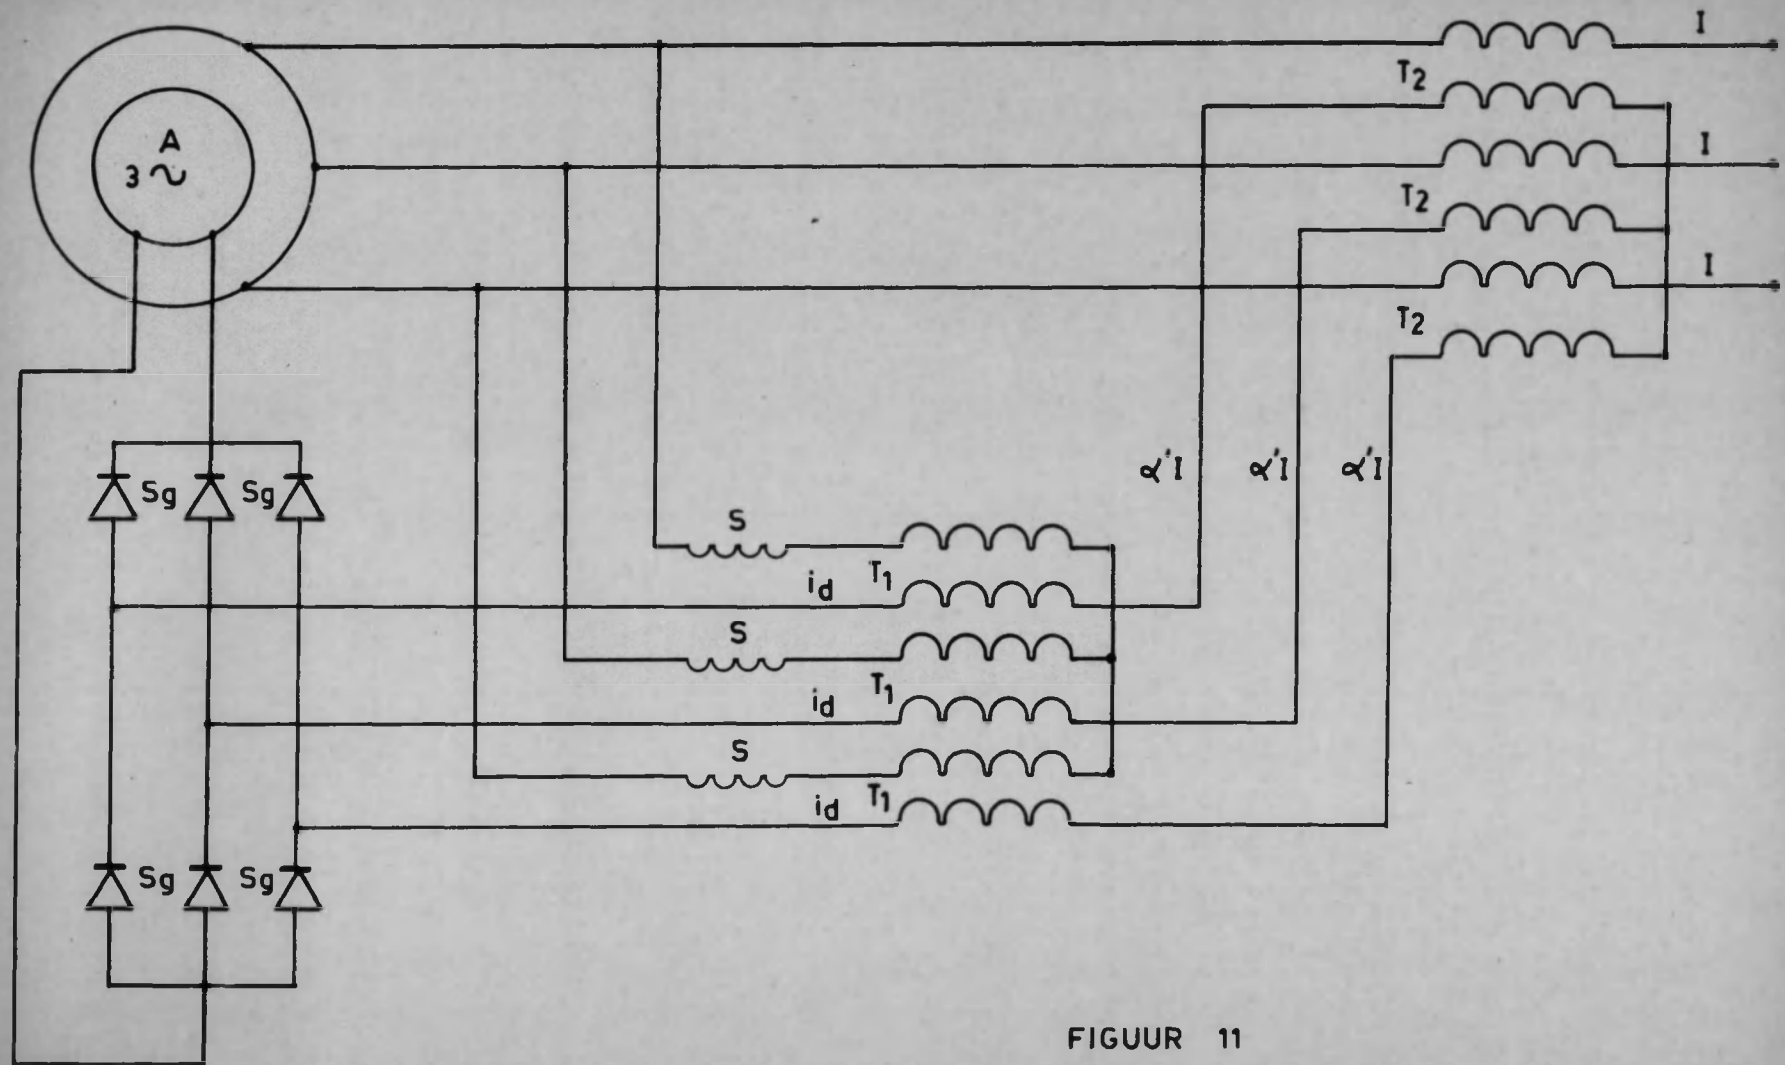 I
T2
A
3 ~
I
T2
I
T2
α'I α'I α'I
Sg Sg
S
id T1
S
id T1
S
id T1
Sg Sg
FIGUUR 11